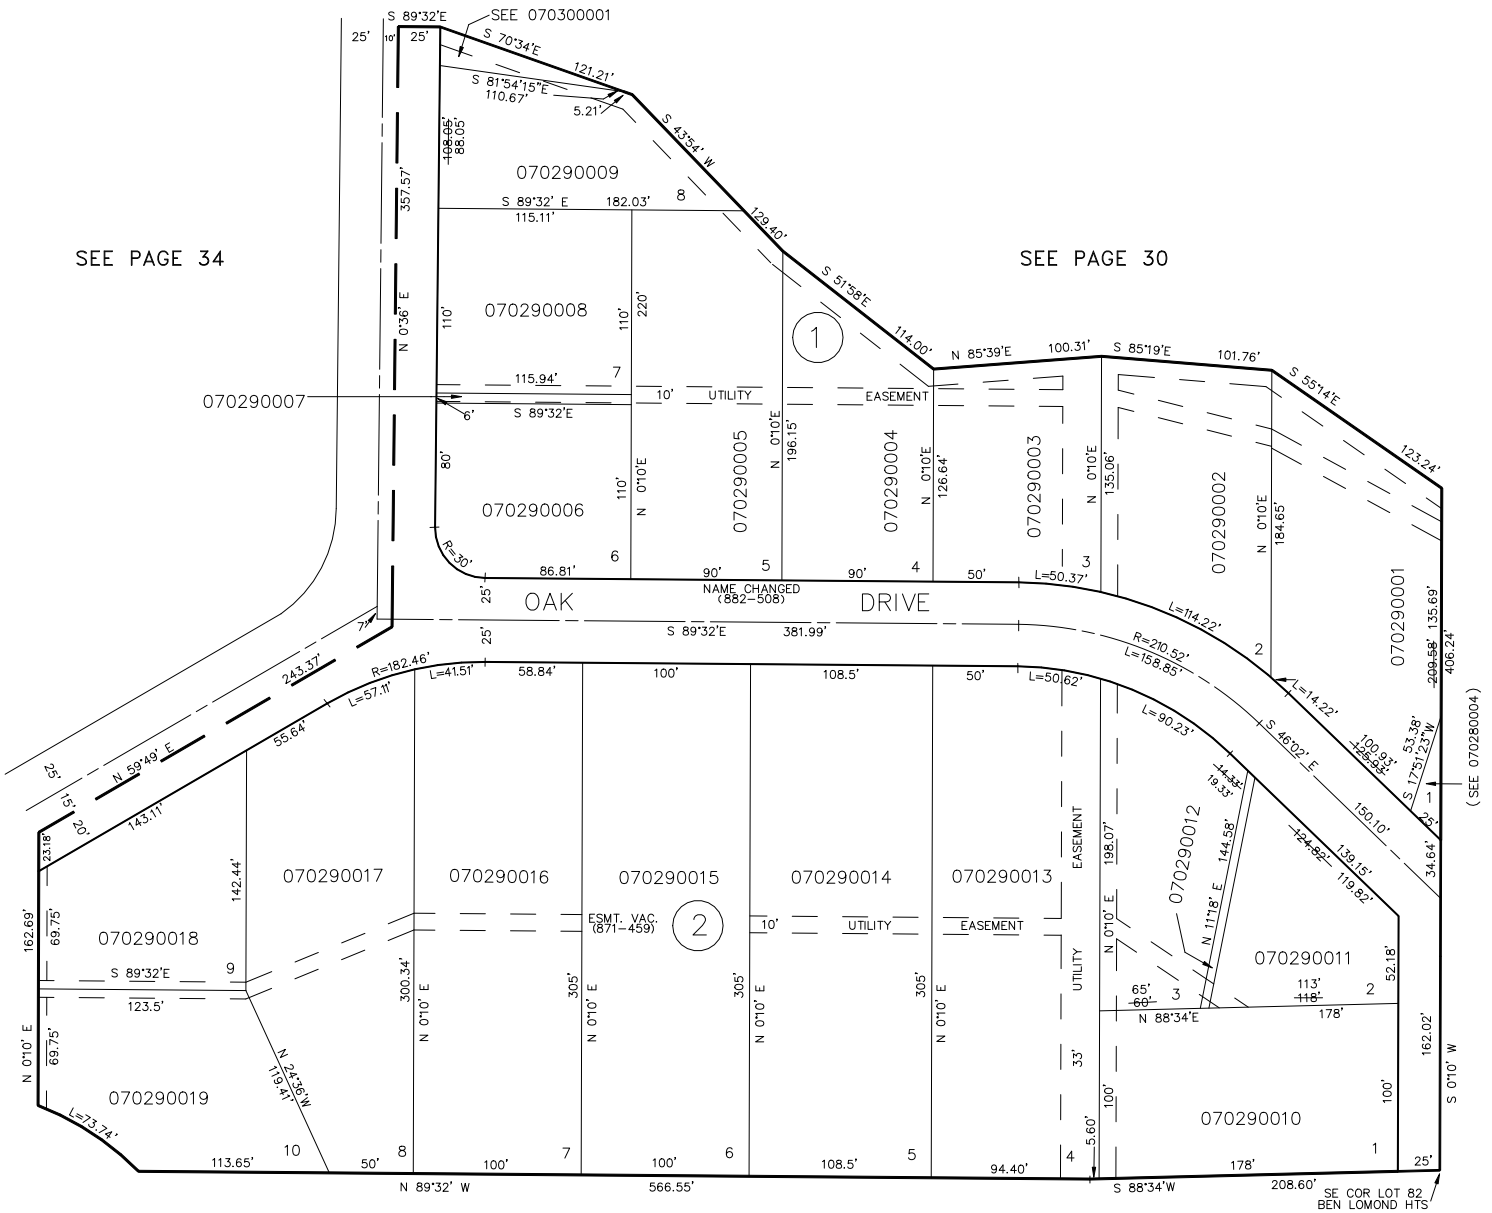 S 89°32'E
SEE 070300001
25'
10'
25'
S 70°34'E
121.21'
S 81°54'15"E
110.67'
5.21'
108.05'
88.05'
S 43°54' W
129.40'
357.57'
070290009
8
S 89°32' E 182.03'
115.11'
SEE PAGE 34
SEE PAGE 30
S 51°58'E
114.00'
N 0°36' E
110'
070290008
110'
220'
1
7
N 85°39'E
100.31'
S 85°19'E
101.76'
S 55°14'E
123.24'
115.94'
10'
UTILITY
EASEMENT
070290007
6'
S 89°32'E
80'
070290006
110'
N 0°10'E
6
R=30'
070290005
N 0°10'E
196.15'
5
070290004
N 0°10'E
126.64'
4
070290003
N 0°10'E
135.06'
3
070290002
N 0°10'E
184.65'
2
070290001
209.58' 135.69'
406.24'
86.81'
90'
90'
50'
L=50.37'
L=114.22'
NAME CHANGED
(882-508)
25'
OAK
DRIVE
7'
25'
S 89°32'E
381.99'
R=210.52'
L=158.85'
L=14.22'
243.37'
R=182.46'
L=57.11'
L=41.51'
58.84'
100'
108.5'
50'
L=50.62'
L=90.23'
S 46°02' E
150.10'
100.93'
125.93'
53.38'
S 17°51'23"W
1
(SEE 070280004)
25'
55.64'
N 59°49' E
25'
15'
20'
143.11'
23.18'
14.33'
19.33'
34.64'
124.82'
139.15'
119.82'
142.44'
070290017
070290016
070290015
070290014
070290013
EASEMENT
198.07'
070290012
144.58'
N 11°18' E
162.69'
69.75'
070290018
9
S 89°32'E
123.5'
ESMT. VAC.
(871-459)
2
10'
UTILITY
EASEMENT
UTILITY
N 0°10' E
070290011
52.18'
65'
60'
3
113'
118'
2
N 88°34'E
178'
N 0°10' E
69.75'
300.34'
N 0°10' E
305'
N 0°10' E
305'
N 0°10' E
305'
N 0°10' E
33'
162.02'
S 0°10' W
N 24°36'W
119.41'
070290019
L=73.74'
100'
100'
070290010
5.60'
10
8
7
6
5
4
1
113.65'
50'
100'
100'
108.5'
94.40'
178'
25'
N 89°32' W
566.55'
S 88°34'W
208.60'
SE COR LOT 82
BEN LOMOND HTS